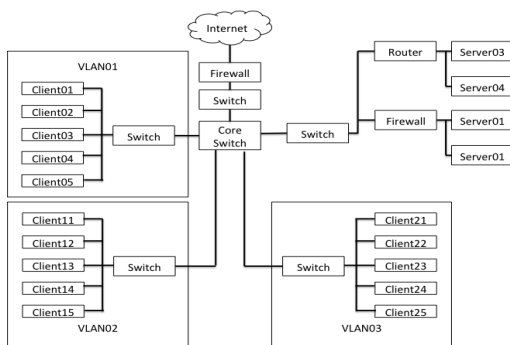 Internet
Firewall
Switch
Core
Switch
VLAN01
Client01
Client02
Client03
Client04
Client05
Switch
Switch
Router
Server03
Server04
Firewall
Server01
Server01
Client11
Client12
Client13
Client14
Client15
Switch
VLAN02
Switch
Client21
Client22
Client23
Client24
Client25
VLAN03